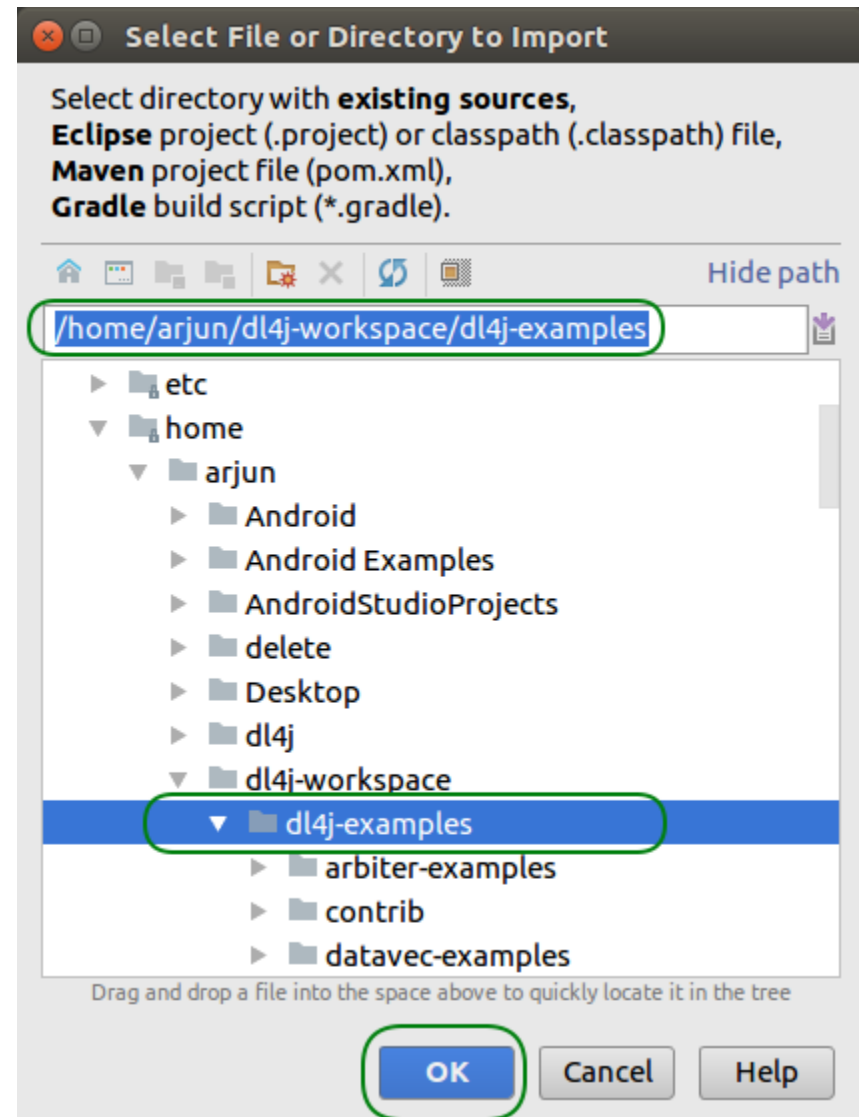 Select File or Directory to Import
Select directory with existing sources,
Eclipse project (.project) or classpath (.classpath) file,
Maven project file (pom.xml),
Gradle build script (*.gradle).
Hide path
/home/arjun/dl4j-workspace/dl4j-examples
etc
home
arjun
Android
Android Examples
AndroidStudioProjects
delete
Desktop
dl4j
dl4j-workspace
dl4j-examples
arbiter-examples
contrib
datavec-examples
Drag and drop a file into the space above to quickly locate it in the tree
OK Cancel Help